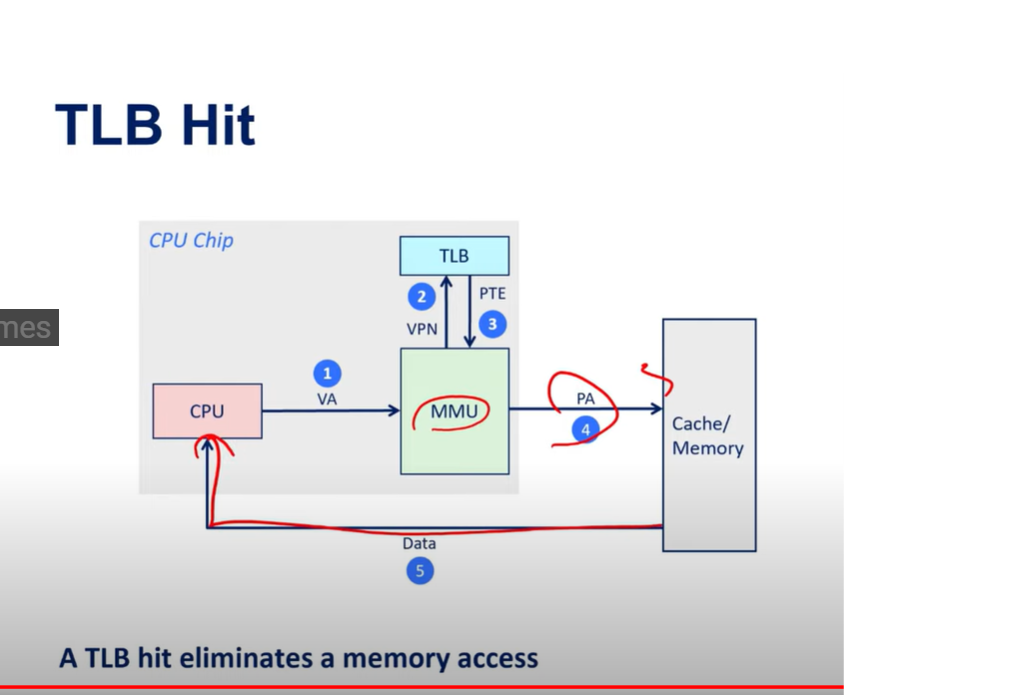 TLB Hit
CPU Chip
TLB
2
PTE
VPN
3
mes
1
VA
CPU
MMU
PA
4
Cache/
Memory
Data
5
A TLB hit eliminates a memory access